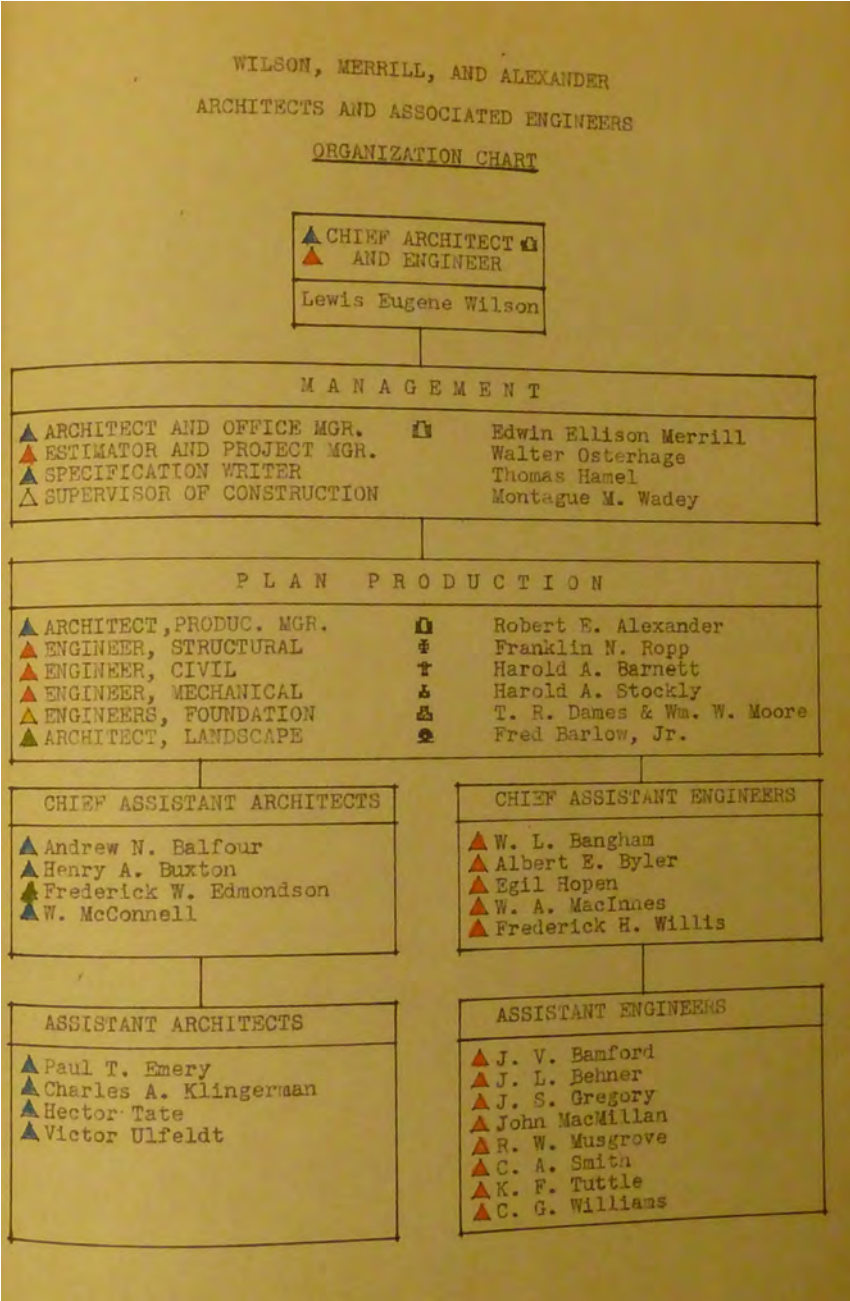 WILSON, MERRILL, AND ALEXANDER
ARCHITECTS AND ASSOCIATED ENGINEERS
ORGANIZATION CHART
CHIEF ARCHITECT
AND ENGINEER
Lewis Eugene Wilson
MANAGEMENT
ARCHITECT AND OFFICE MGR. Edwin Ellison Merrill
ESTIMATOR AND PROJECT MGR. Walter Osterhage
SPECIFICATION WRITER Thomas Hamel
SUPERVISOR OF CONSTRUCTION Montague M. Wadey
PLAN PRODUCTION
ARCHITECT, PRODUC. MGR. Robert E. Alexander
ENGINEER, STRUCTURAL Franklin N. Ropp
ENGINEER, CIVIL Harold A. Barnett
ENGINEER, MECHANICAL Harold A. Stockly
ENGINEERS, FOUNDATION T. R. Dames & Wm. W. Moore
ARCHITECT, LANDSCAPE Fred Barlow, Jr.
CHIEF ASSISTANT ARCHITECTS
Andrew N. Balfour
Henry A. Buxton
Frederick W. Edmondson
W. McConnell
CHIEF ASSISTANT ENGINEERS
W. L. Bangham
Albert E. Byler
Egil Hopen
W. A. MacInnes
Frederick H. Willis
ASSISTANT ARCHITECTS
Paul T. Emery
Charles A. Klingerman
Hector Tate
Victor Ulfeldt
ASSISTANT ENGINEERS
J. V. Bamford
J. L. Behner
J. S. Gregory
John MacMillan
R. W. Musgrove
C. A. Smith
K. F. Tuttle
C. G. Williams